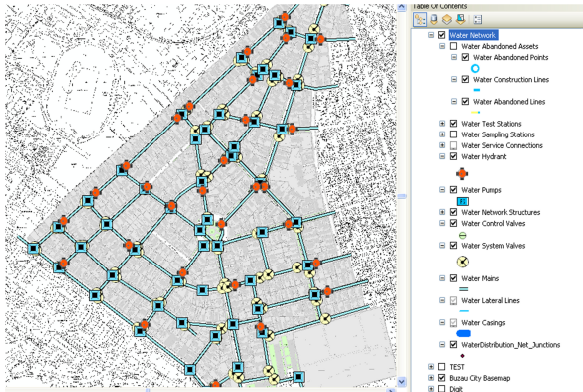 Table Of Contents
Water Network
Water Abandoned Assets
Water Abandoned Points
Water Construction Lines
Water Abandoned Lines
Water Test Stations
Water Sampling Stations
Water Service Connections
Water Hydrant
Water Pumps
Water Network Structures
Water Control Valves
Water System Valves
Water Mains
Water Lateral Lines
Water Casings
WaterDistribution_Net_Junctions
TEST
Buzau City Basemap
Digit